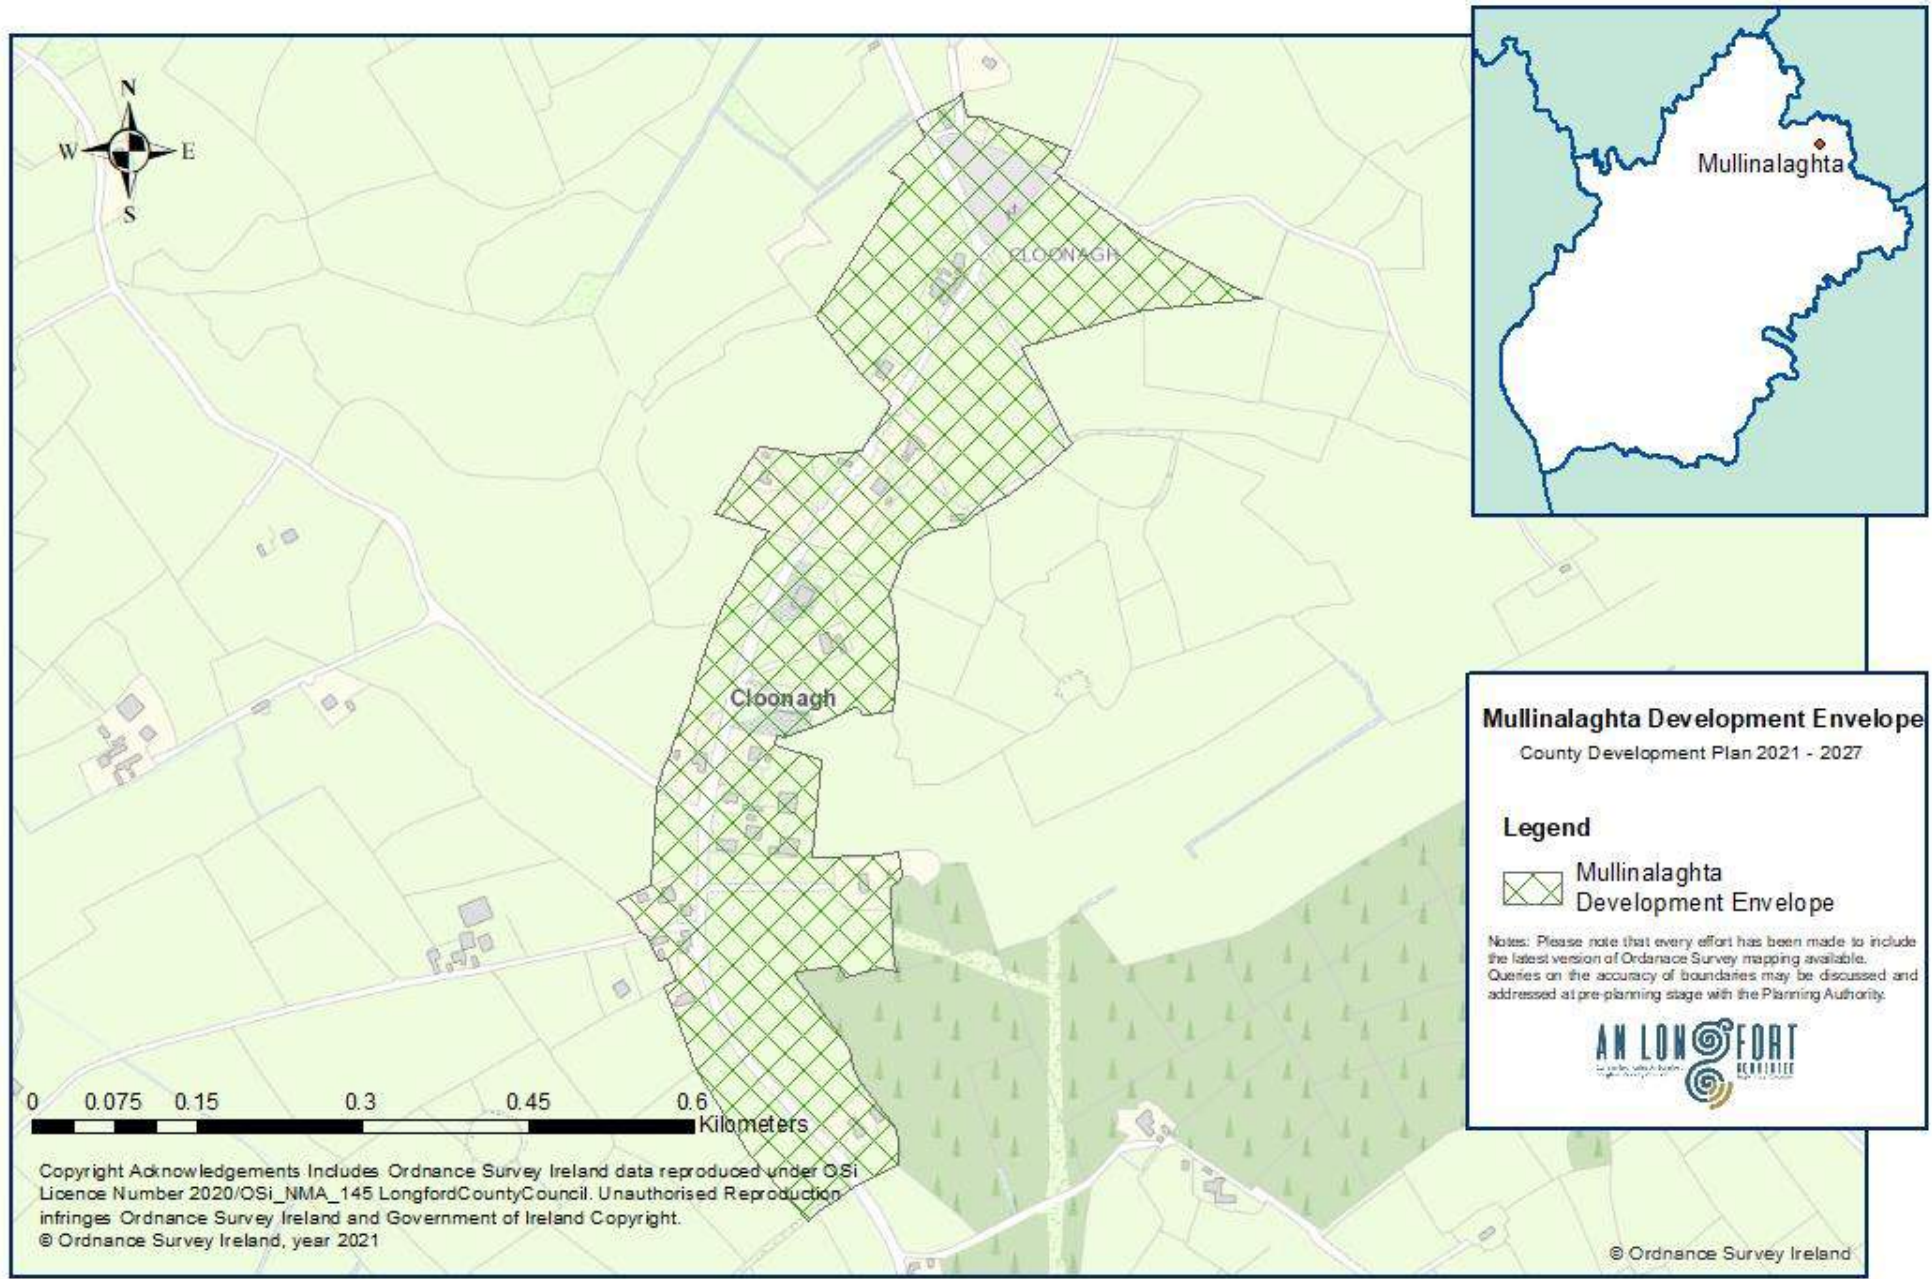 N
W E
S
CLOONAGH
Mullinalaghta
Cloonagh
Mullinalaghta Development Envelope
County Development Plan 2021 - 2027
Legend
Mullinalaghta
Development Envelope
Notes: Please note that every effort has been made to include
the latest version of Ordanace Survey mapping available.
Queries on the accuracy of boundaries may be discussed and
addressed at pre-planning stage with the Planning Authority.
AN LONGFORT
0 0.075 0.15 0.3 0.45 0.6
Kilometers
Copyright Acknowledgements Includes Ordnance Survey Ireland data reproduced under OSi
Licence Number 2020/OSi_NMA_145 LongfordCountyCouncil. Unauthorised Reproduction
infringes Ordnance Survey Ireland and Government of Ireland Copyright.
© Ordnance Survey Ireland, year 2021
© Ordnance Survey Ireland